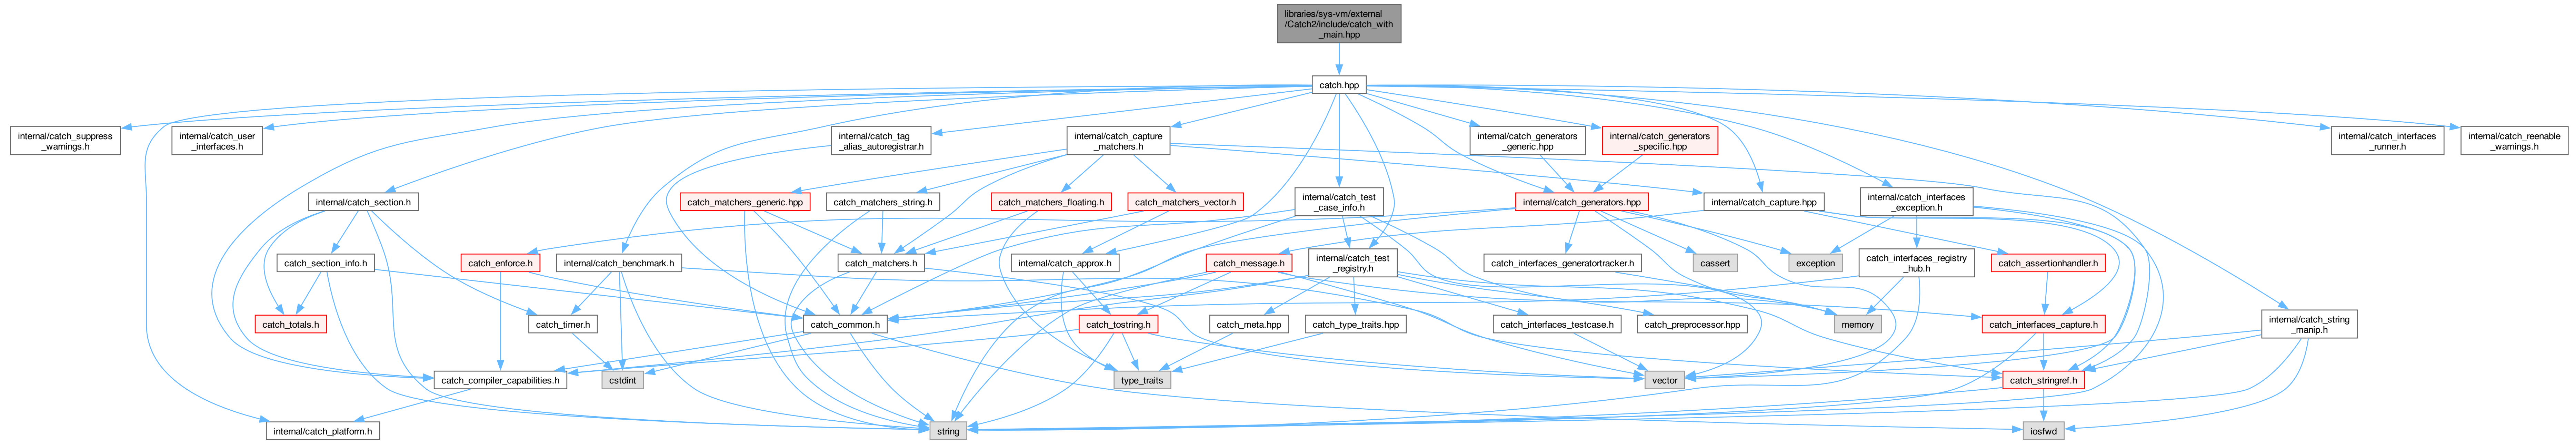 libraries/sys-vm/external
/Catch2/include/catch_with
_main.hpp
catch.hpp
internal/catch_suppress
_warnings.h
internal/catch_user
_interfaces.h
internal/catch_tag
_alias_autoregistrar.h
internal/catch_capture
_matchers.h
internal/catch_generators
_generic.hpp
internal/catch_generators
_specific.hpp
internal/catch_interfaces
_runner.h
internal/catch_reenable
_warnings.h
internal/catch_section.h
catch_matchers_generic.hpp
catch_matchers_string.h
catch_matchers_floating.h
catch_matchers_vector.h
internal/catch_test
_case_info.h
internal/catch_generators.hpp
internal/catch_capture.hpp
internal/catch_interfaces
_exception.h
catch_section_info.h
catch_enforce.h
internal/catch_benchmark.h
catch_matchers.h
internal/catch_approx.h
catch_message.h
internal/catch_test
_registry.h
catch_interfaces_generatortracker.h
cassert
exception
catch_interfaces_registry
_hub.h
catch_assertionhandler.h
catch_totals.h
catch_timer.h
catch_common.h
catch_tostring.h
catch_meta.hpp
catch_type_traits.hpp
catch_interfaces_testcase.h
catch_preprocessor.hpp
memory
catch_interfaces_capture.h
internal/catch_string
_manip.h
catch_compiler_capabilities.h
cstdint
type_traits
vector
catch_stringref.h
internal/catch_platform.h
string
iosfwd